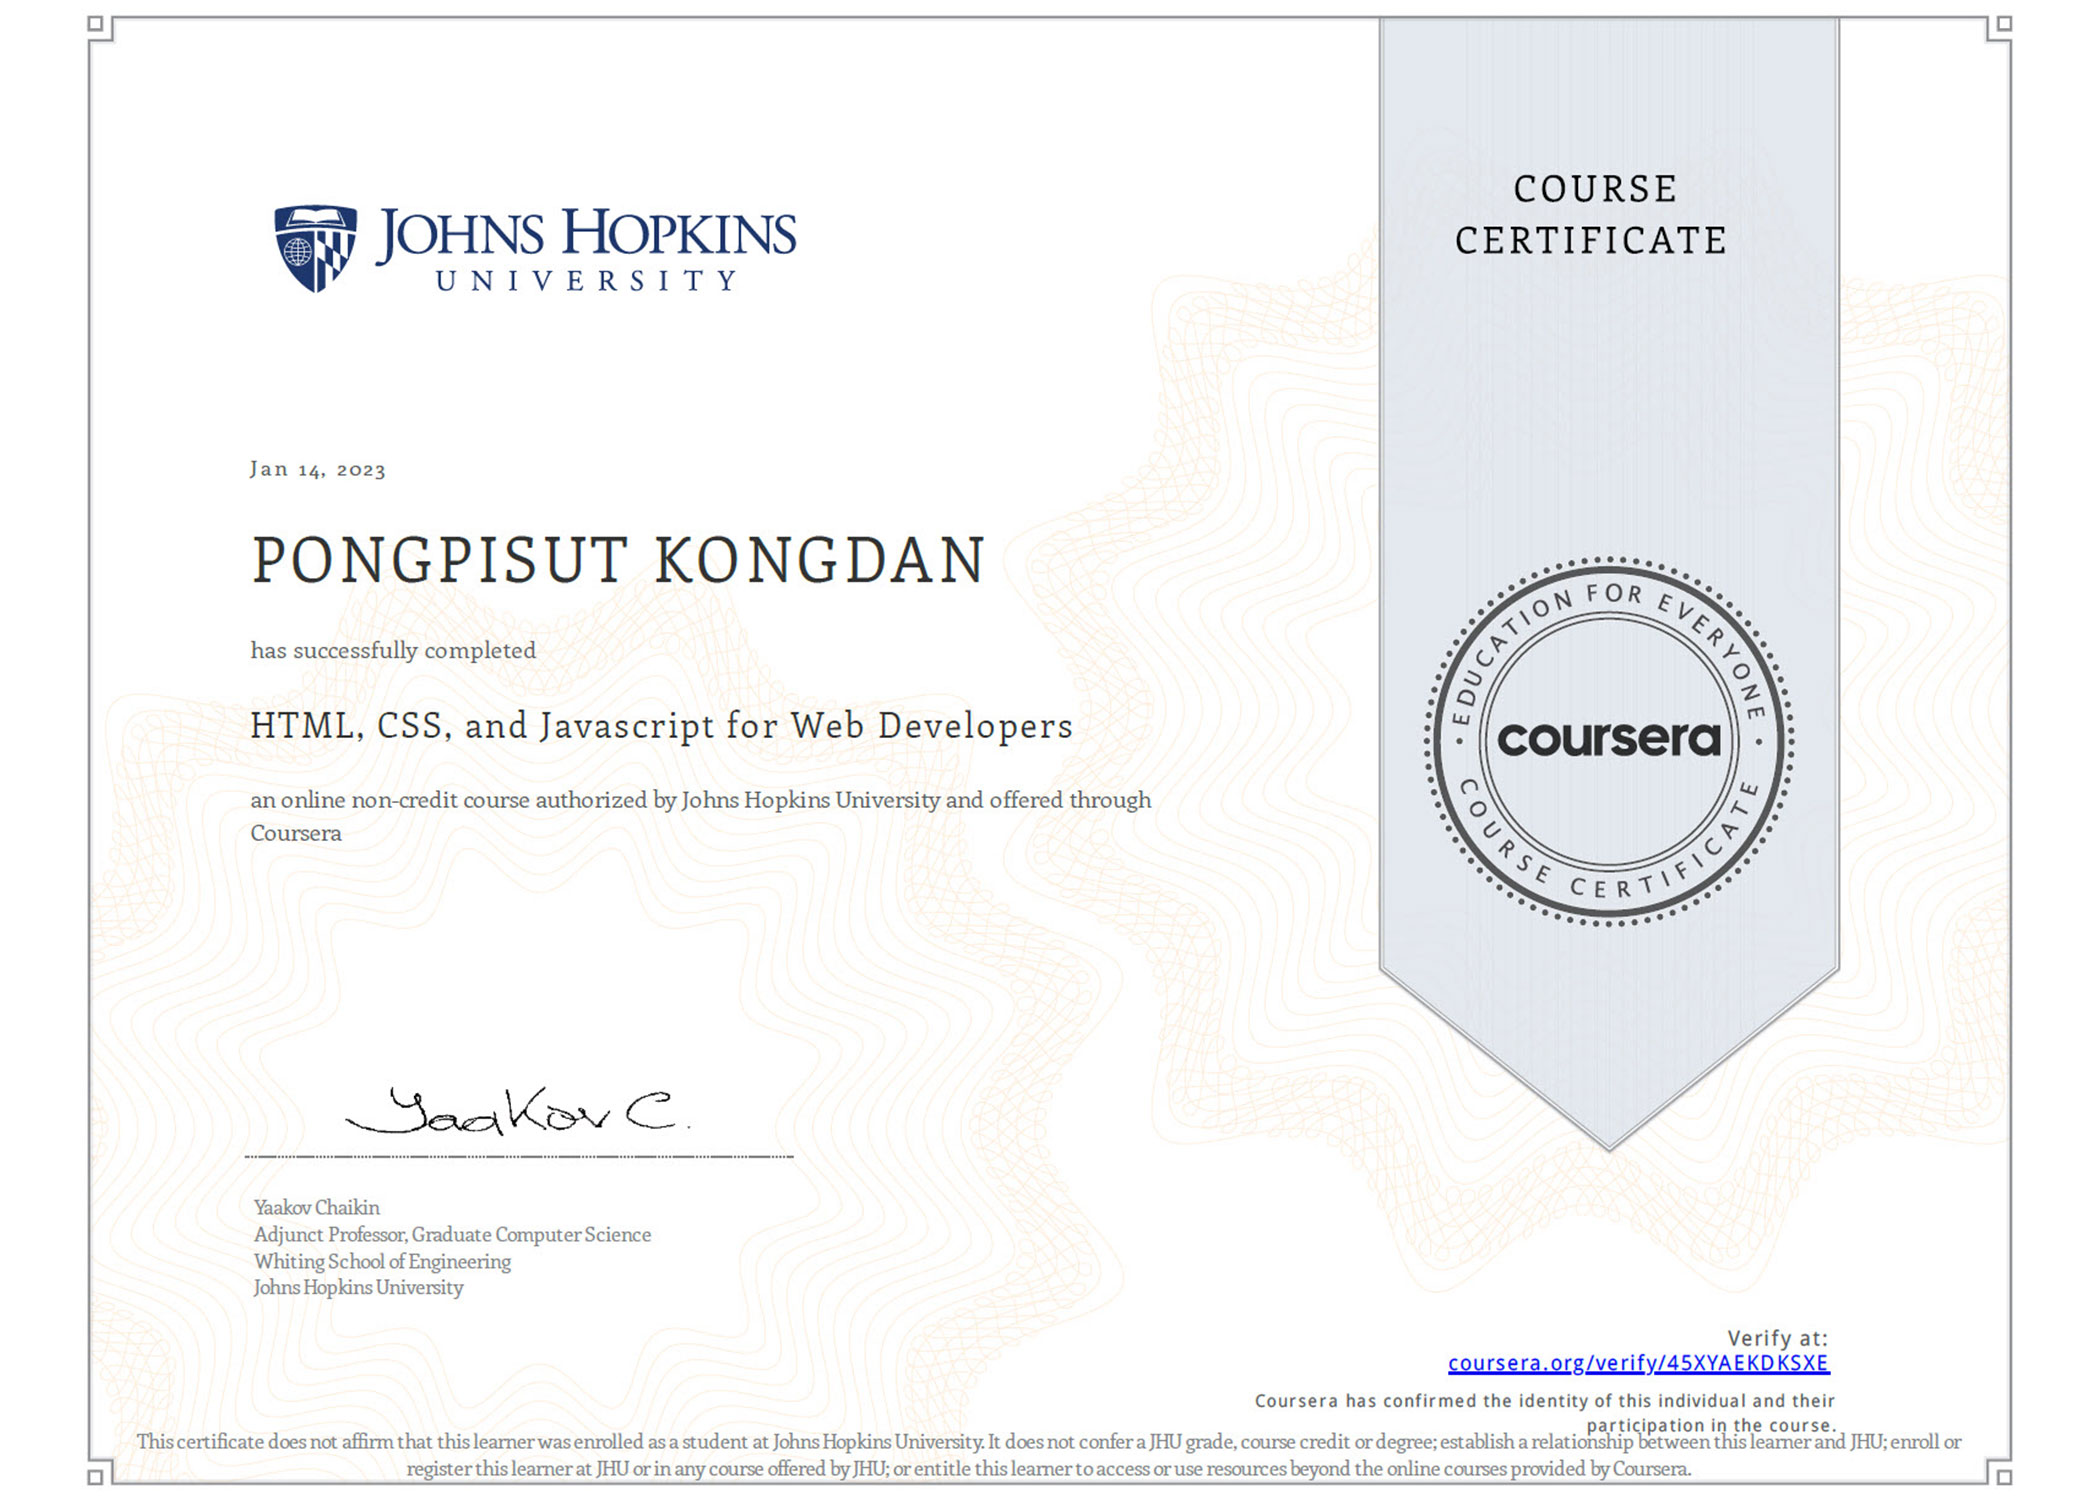 JOHNS HOPKINS
UNIVERSITY
COURSE
CERTIFICATE
Jan 14, 2023
PONGPISUT KONGDAN
has successfully completed
HTML, CSS, and Javascript for Web Developers
an online non-credit course authorized by Johns Hopkins University and offered through
Coursera
EDUCATION FOR EVERYONE
coursera
COURSE CERTIFICATE
Yaakov C.
Yaakov Chaikin
Adjunct Professor, Graduate Computer Science
Whiting School of Engineering
Johns Hopkins University
Verify at:
coursera.org/verify/45XYAEKDKSXE
Coursera has confirmed the identity of this individual and their
participation in the course.
This certificate does not affirm that this learner was enrolled as a student at Johns Hopkins University. It does not confer a JHU grade, course credit or degree; establish a relationship between this learner and JHU; enroll or
register this learner at JHU or in any course offered by JHU; or entitle this learner to access or use resources beyond the online courses provided by Coursera.